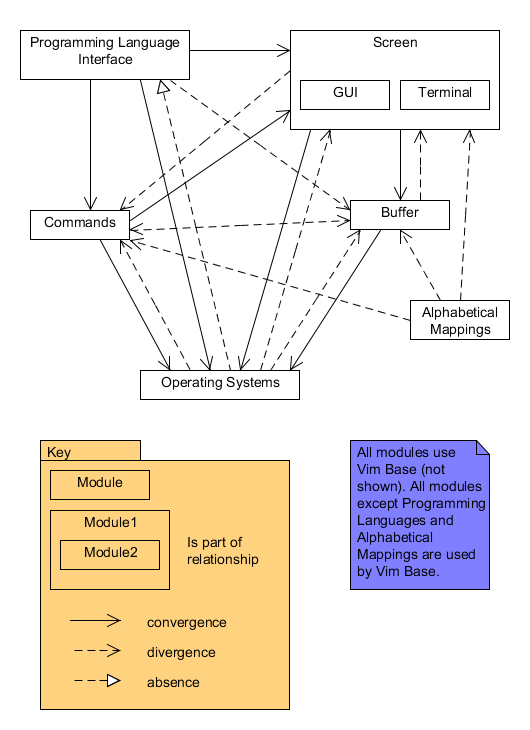 Programming Language
Interface
Screen
GUI
Terminal
Commands
Buffer
Alphabetical
Mappings
Operating Systems
Key
Module
Module1
Module2
Is part of
relationship
convergence
divergence
absence
All modules use
Vim Base (not
shown). All modules
except Programming
Languages and
Alphabetical
Mappings are used
by Vim Base.